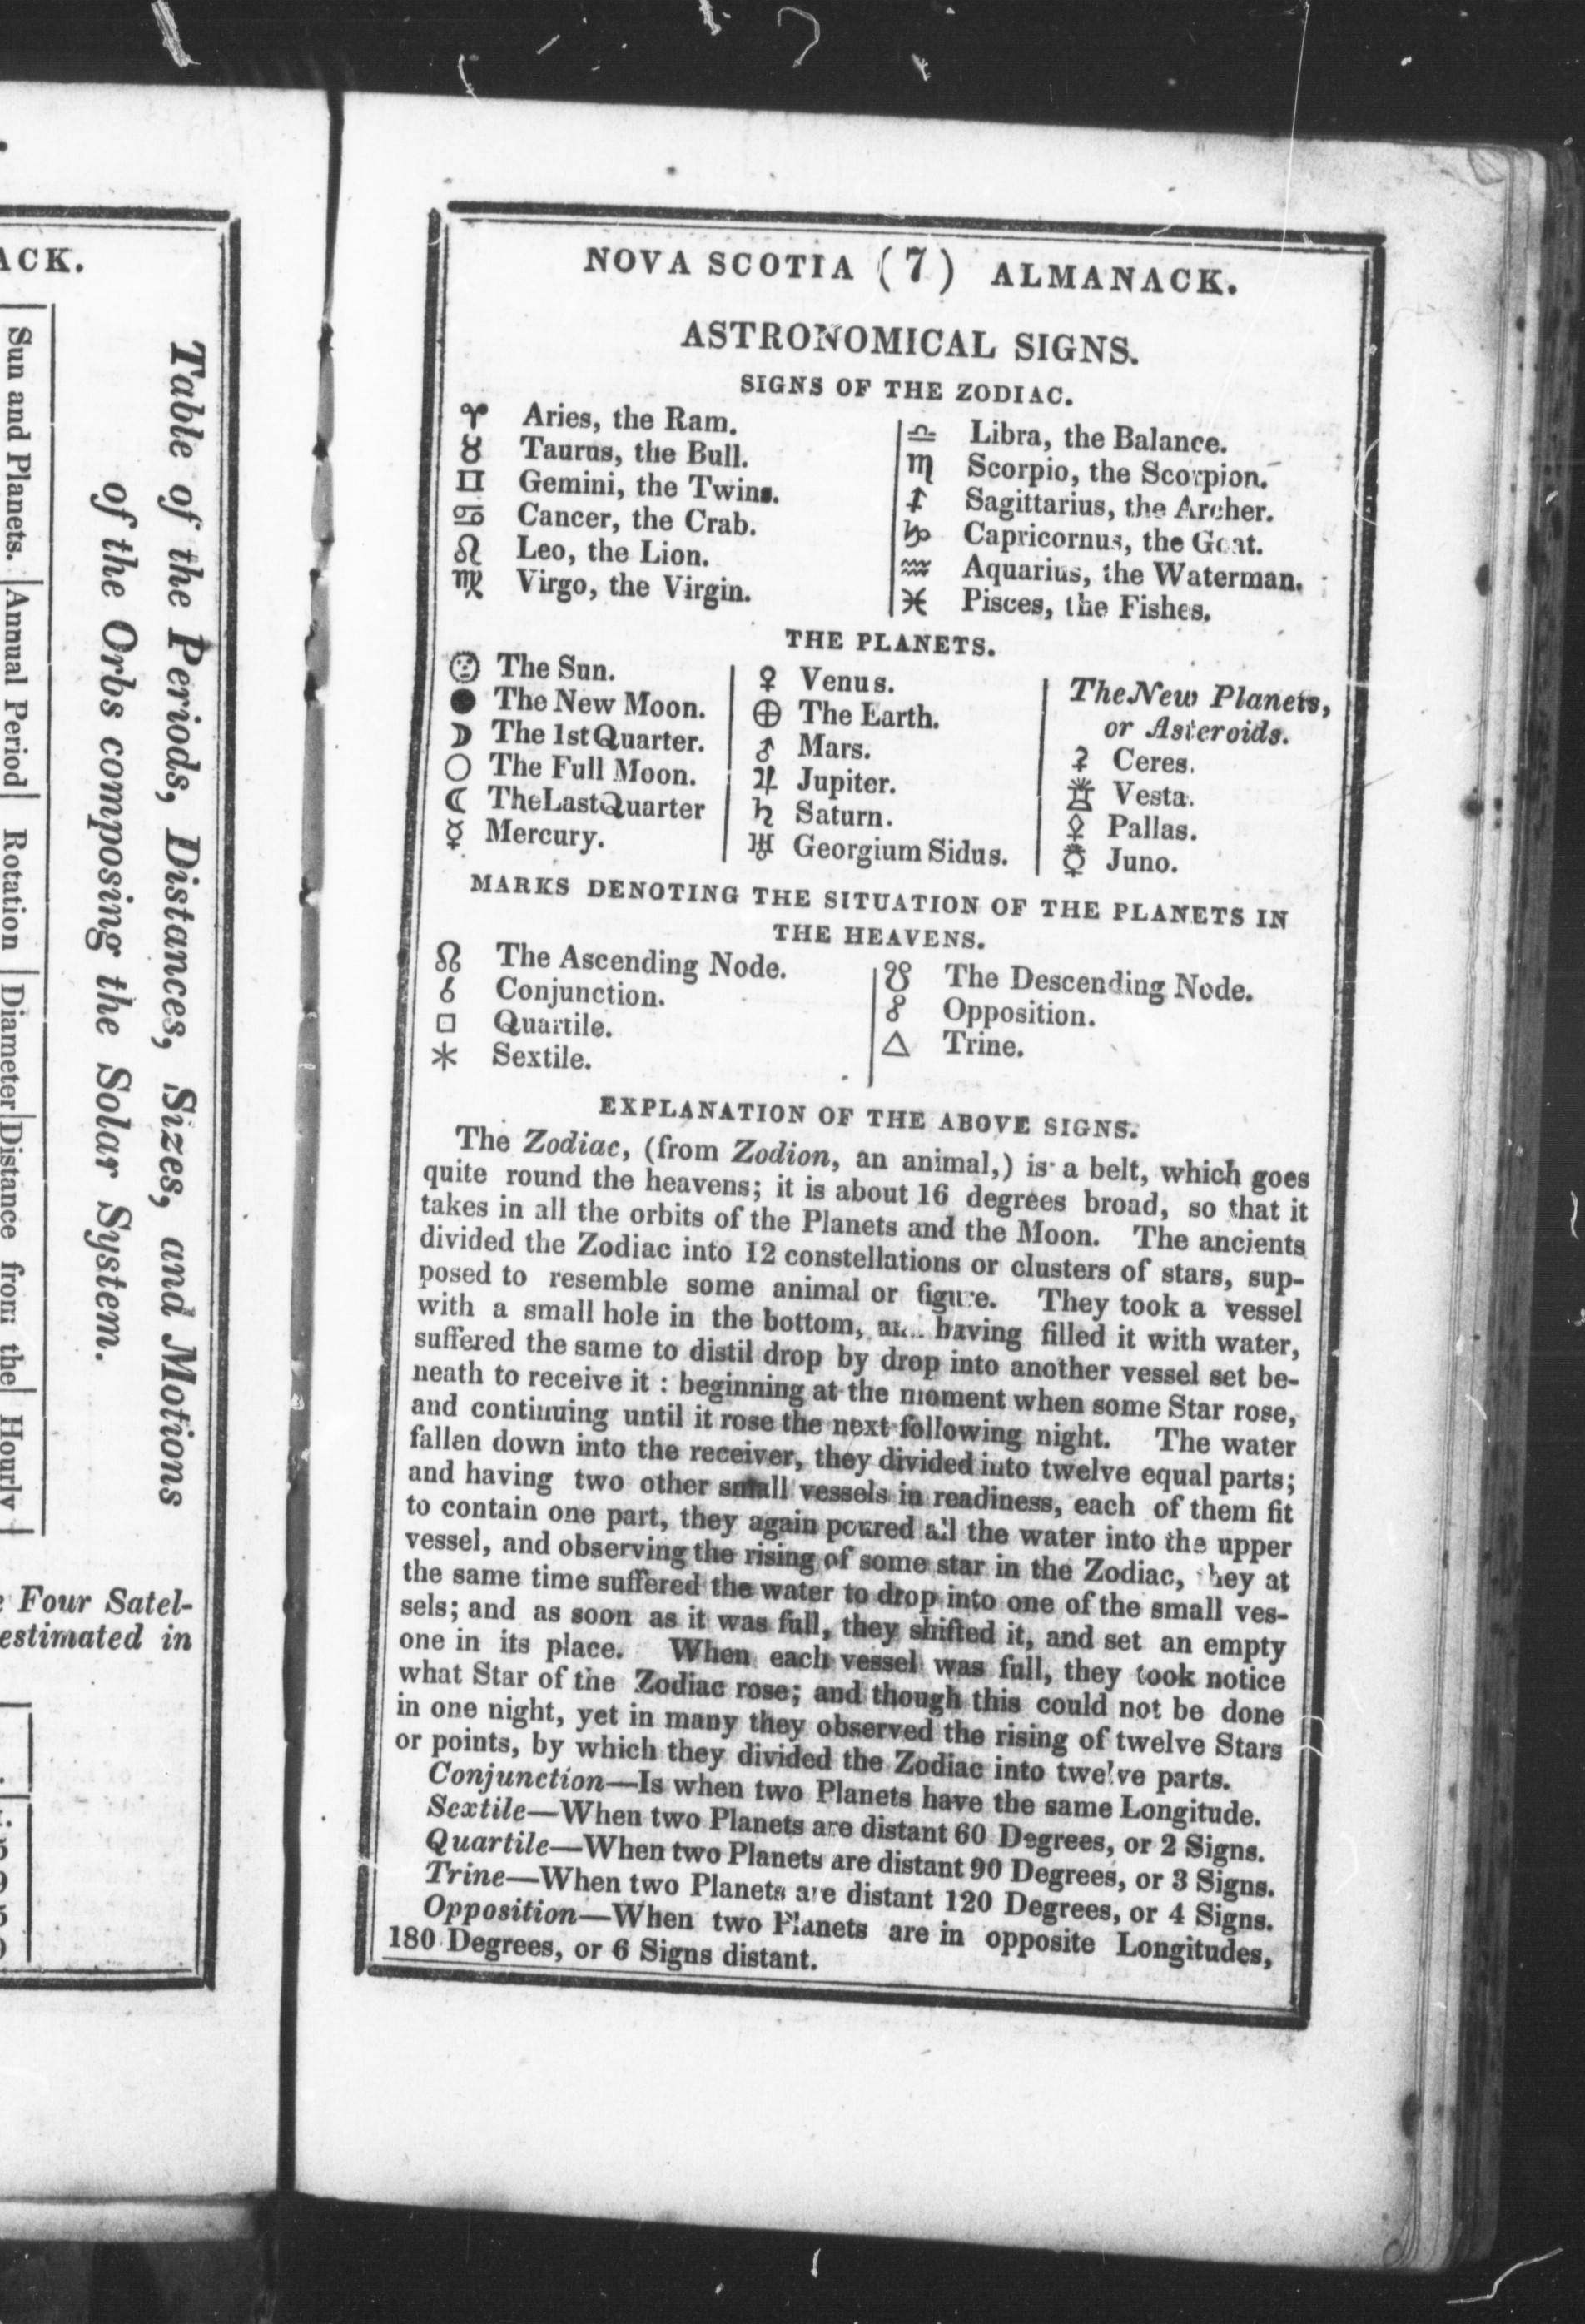 ACK.
Table of the Periods, Distances, Sizes, and Motions
of the Orbs composing the Solar System.
Sun and Planets. | Annual Period | Rotation | Diameter | Distance from the | Hourly
Four Satel-
estimated in
NOVA SCOTIA (7) ALMANACK.
ASTRONOMICAL SIGNS.
SIGNS OF THE ZODIAC.
♈ Aries, the Ram.
♉ Taurus, the Bull.
♊ Gemini, the Twins.
♋ Cancer, the Crab.
♌ Leo, the Lion.
♍ Virgo, the Virgin.
♎ Libra, the Balance.
♏ Scorpio, the Scorpion.
♐ Sagittarius, the Archer.
♑ Capricornus, the Goat.
♒ Aquarius, the Waterman.
♓ Pisces, the Fishes.
THE PLANETS.
☉ The Sun.
● The New Moon.
☽ The 1st Quarter.
○ The Full Moon.
☾ The Last Quarter
☿ Mercury.
♀ Venus.
⊕ The Earth.
♂ Mars.
♃ Jupiter.
♄ Saturn.
♅ Georgium Sidus.
The New Planets,
or Asteroids.
⚳ Ceres.
⚶ Vesta.
⚴ Pallas.
⚵ Juno.
MARKS DENOTING THE SITUATION OF THE PLANETS IN
THE HEAVENS.
☊ The Ascending Node.
☌ Conjunction.
□ Quartile.
⚹ Sextile.
☋ The Descending Node.
☍ Opposition.
△ Trine.
EXPLANATION OF THE ABOVE SIGNS.
The Zodiac, (from Zodion, an animal,) is a belt, which goes
quite round the heavens; it is about 16 degrees broad, so that it
takes in all the orbits of the Planets and the Moon. The ancients
divided the Zodiac into 12 constellations or clusters of stars, sup-
posed to resemble some animal or figure. They took a vessel
with a small hole in the bottom, and having filled it with water,
suffered the same to distil drop by drop into another vessel set be-
neath to receive it : beginning at the moment when some Star rose,
and continuing until it rose the next following night. The water
fallen down into the receiver, they divided into twelve equal parts;
and having two other small vessels in readiness, each of them fit
to contain one part, they again poured all the water into the upper
vessel, and observing the rising of some star in the Zodiac, they at
the same time suffered the water to drop into one of the small ves-
sels; and as soon as it was full, they shifted it, and set an empty
one in its place. When each vessel was full, they took notice
what Star of the Zodiac rose; and though this could not be done
in one night, yet in many they observed the rising of twelve Stars
or points, by which they divided the Zodiac into twelve parts.
Conjunction—Is when two Planets have the same Longitude.
Sextile—When two Planets are distant 60 Degrees, or 2 Signs.
Quartile—When two Planets are distant 90 Degrees, or 3 Signs.
Trine—When two Planets are distant 120 Degrees, or 4 Signs.
Opposition—When two Planets are in opposite Longitudes,
180 Degrees, or 6 Signs distant.